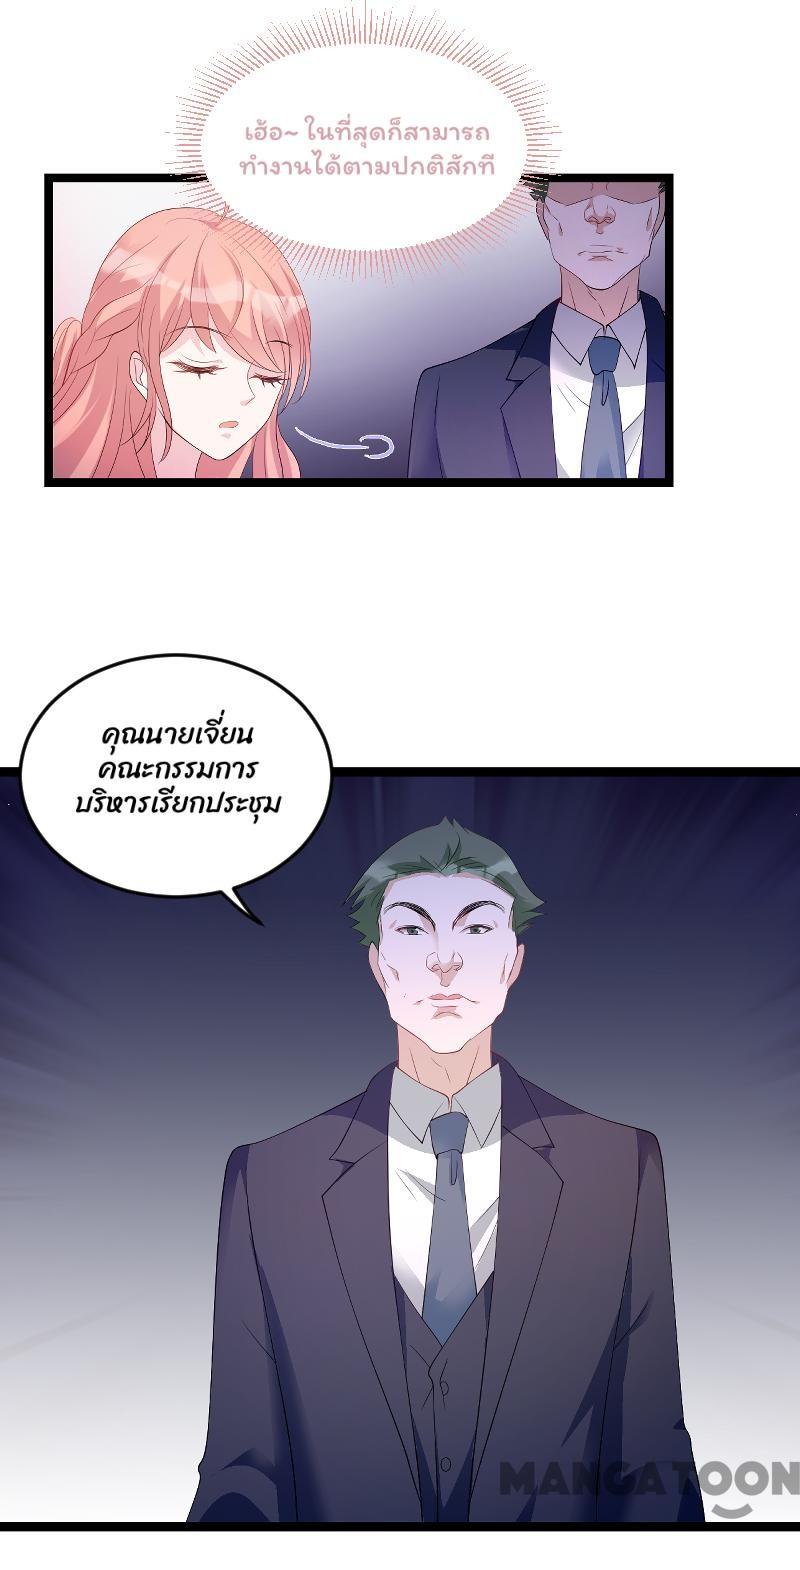 เฮ้อ~ ในที่สุดก็สามารถ
ทำงานได้ตามปกติสักที
คุณนายเจี่ยน
คณะกรรมการ
บริหารเรียกประชุม
MANGATOON